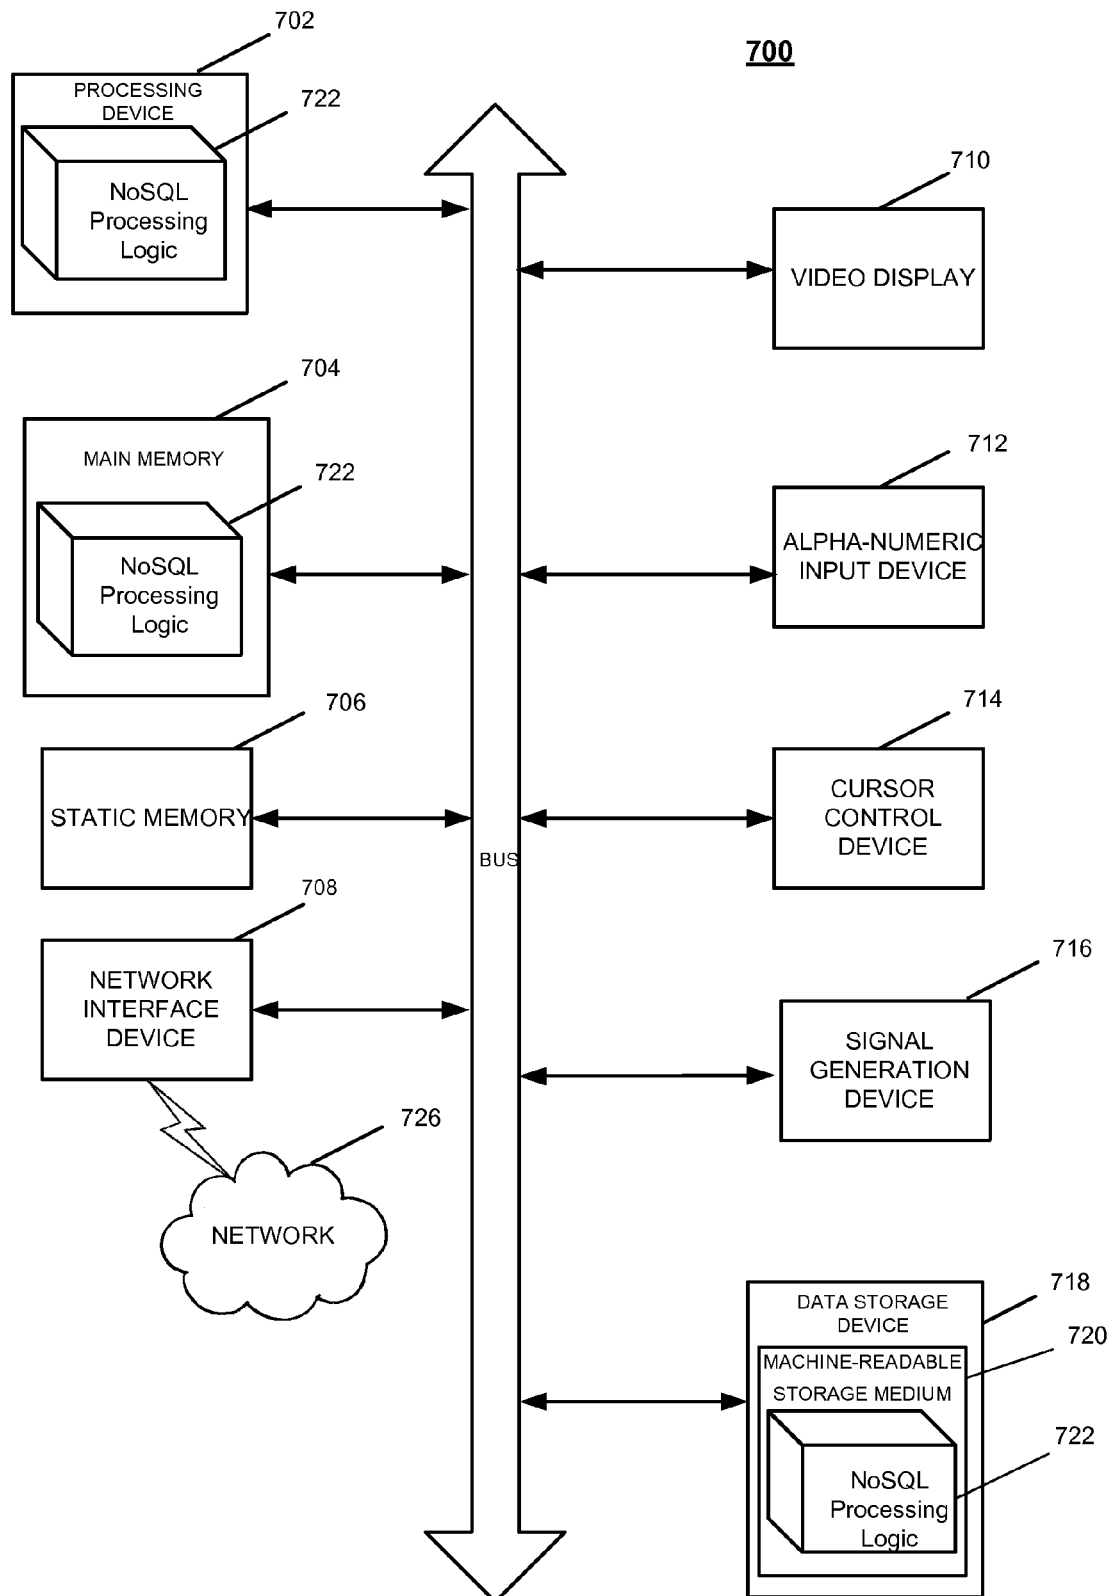 702
700
PROCESSING
DEVICE
722
NoSQL
Processing
Logic
710
VIDEO DISPLAY
704
MAIN MEMORY
722
NoSQL
Processing
Logic
712
ALPHA-NUMERIC
INPUT DEVICE
706
STATIC MEMORY
714
CURSOR
CONTROL
DEVICE
BUS
708
NETWORK
INTERFACE
DEVICE
716
SIGNAL
GENERATION
DEVICE
726
NETWORK
718
DATA STORAGE
DEVICE
720
MACHINE-READABLE
STORAGE MEDIUM
722
NoSQL
Processing
Logic